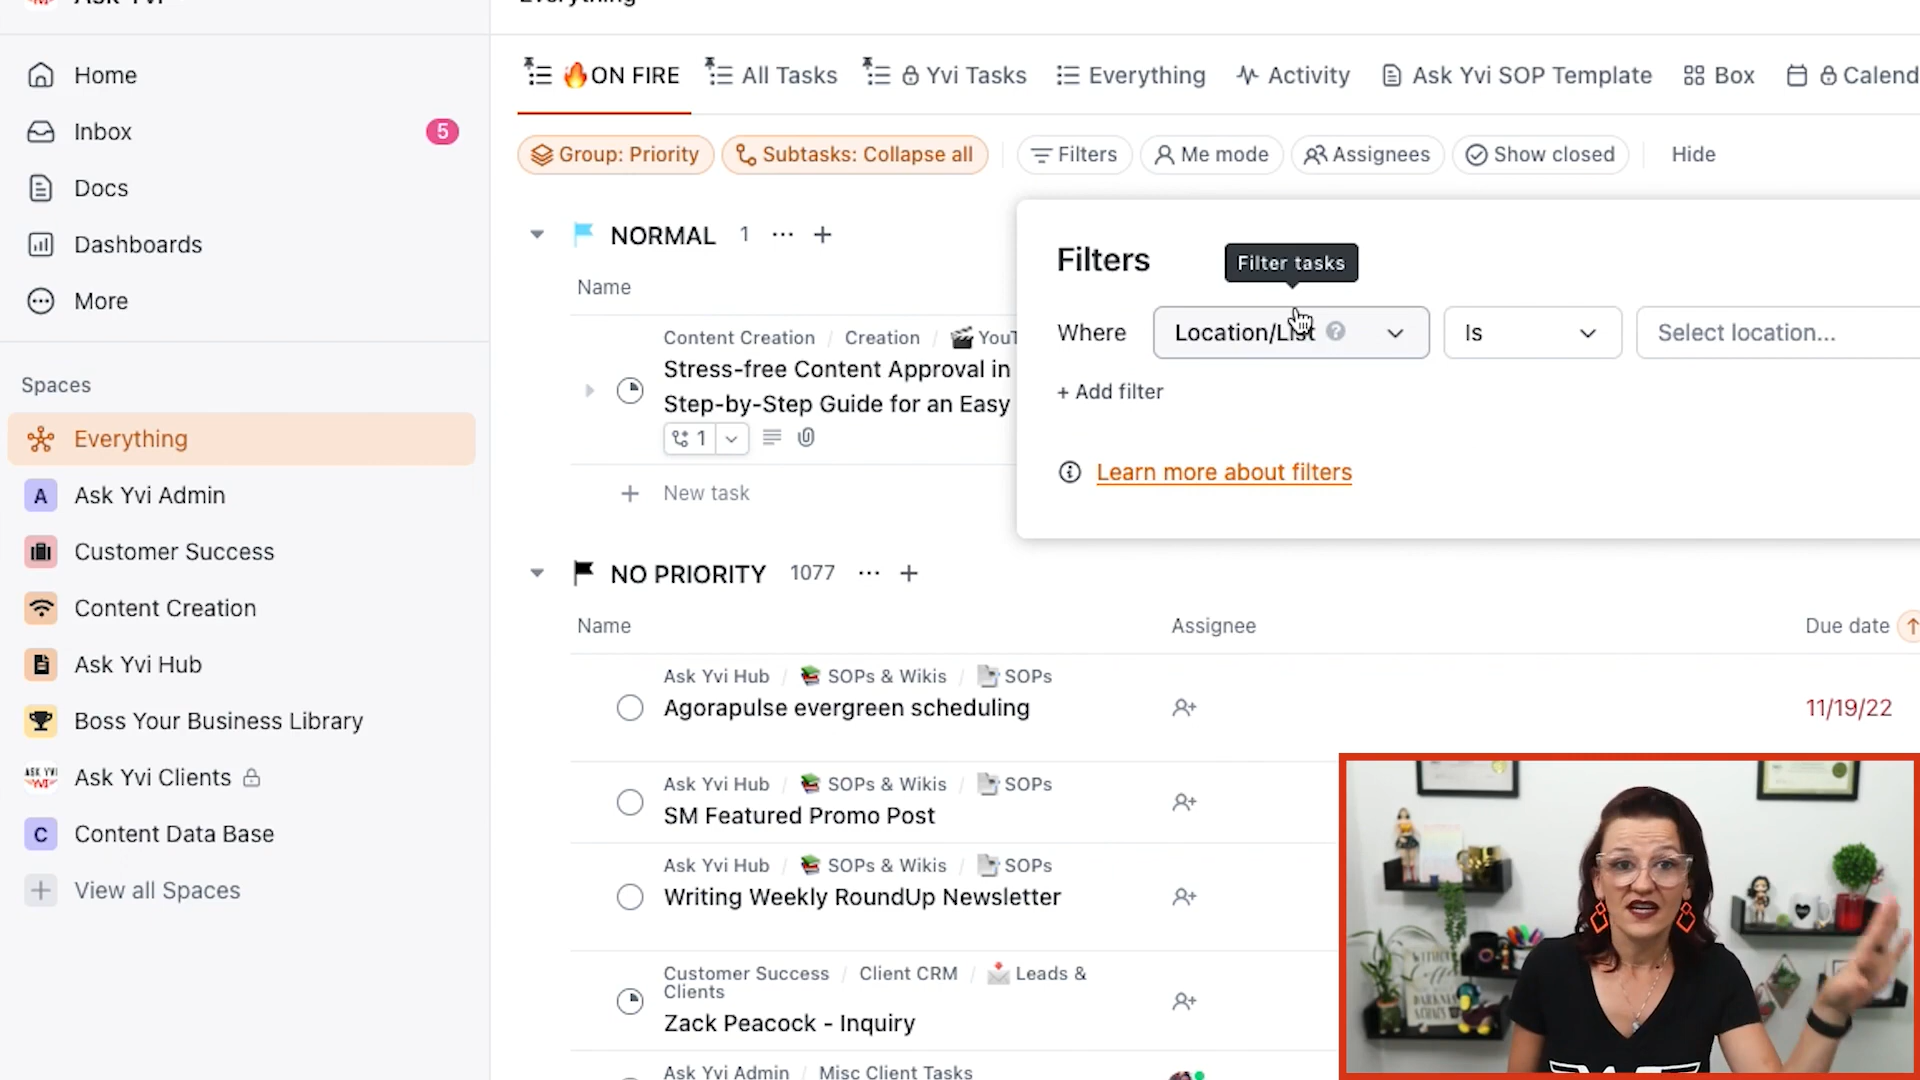 Ask Yvi
Everything
Home
Inbox 5
Docs
Dashboards
More
Spaces
Everything
A Ask Yvi Admin
Customer Success
Content Creation
Ask Yvi Hub
Boss Your Business Library
ASK YVI Ask Yvi Clients
C Content Data Base
View all Spaces
🔥ON FIRE All Tasks Yvi Tasks Everything Activity Ask Yvi SOP Template Box Calend
Group: Priority Subtasks: Collapse all Filters Me mode Assignees Show closed Hide
NORMAL 1 ··· +
Name
Content Creation / Creation / 🎬 YouT
Stress-free Content Approval in
Step-by-Step Guide for an Easy
1
+ New task
Filters
Filter tasks
Where Location/List ? Is Select location...
+ Add filter
Learn more about filters
NO PRIORITY 1077 ··· +
Name Assignee Due date ↑
Ask Yvi Hub / 📚 SOPs & Wikis / SOPs
Agorapulse evergreen scheduling 11/19/22
Ask Yvi Hub / 📚 SOPs & Wikis / SOPs
SM Featured Promo Post
Ask Yvi Hub / 📚 SOPs & Wikis / SOPs
Writing Weekly RoundUp Newsletter
Customer Success / Client CRM / 📩 Leads &
Clients
Zack Peacock - Inquiry
Ask Yvi Admin / Misc Client Tasks